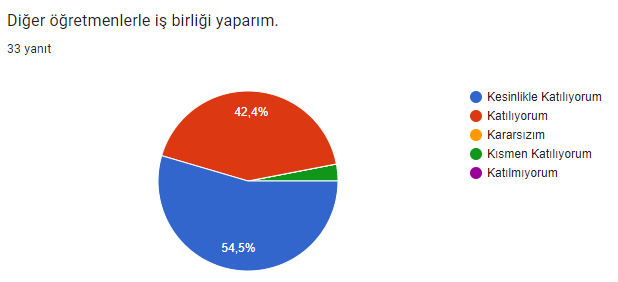 Diğer öğretmenlerle iş birliği yaparım.
33 yanıt
42,4%
54,5%
Kesinlikle Katılıyorum
Katılıyorum
Kararsızım
Kısmen Katılıyorum
Katılmıyorum